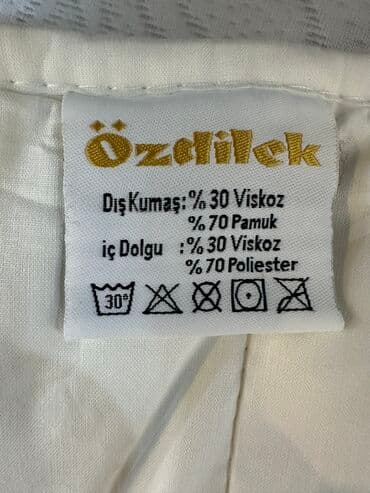 Özdilek
Dış Kumaş: % 30 Viskoz
% 70 Pamuk
iç Dolgu : % 30 Viskoz
% 70 Poliester
30°